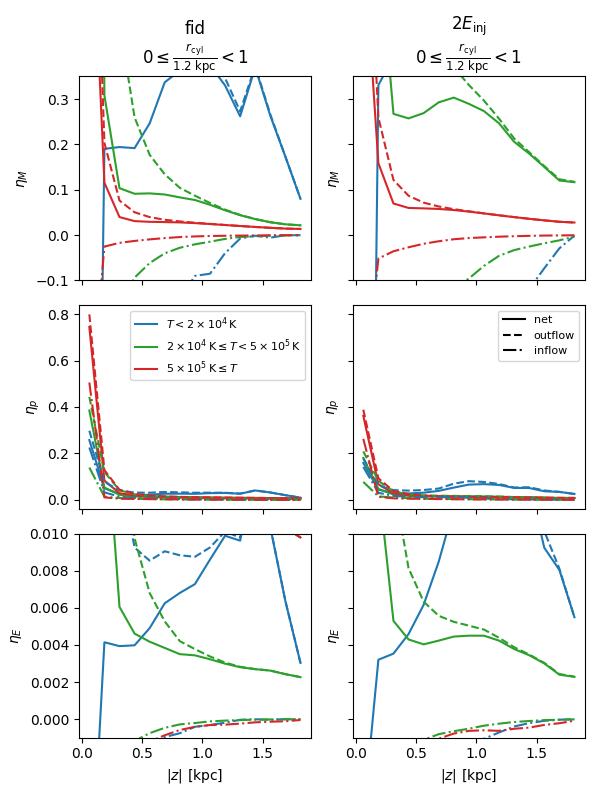 fid
0 ≤ r_cyl / 1.2 kpc < 1
2E_inj
0 ≤ r_cyl / 1.2 kpc < 1
0.3
0.2
0.1
0.0
−0.1
η_M
η_M
0.8
0.6
0.4
0.2
0.0
η_p
T < 2 × 10^4 K
2 × 10^4 K ≤ T < 5 × 10^5 K
5 × 10^5 K ≤ T
η_p
net
outflow
inflow
0.010
0.008
0.006
0.004
0.002
0.000
η_E
η_E
0.0 0.5 1.0 1.5
0.0 0.5 1.0 1.5
|z| [kpc]
|z| [kpc]